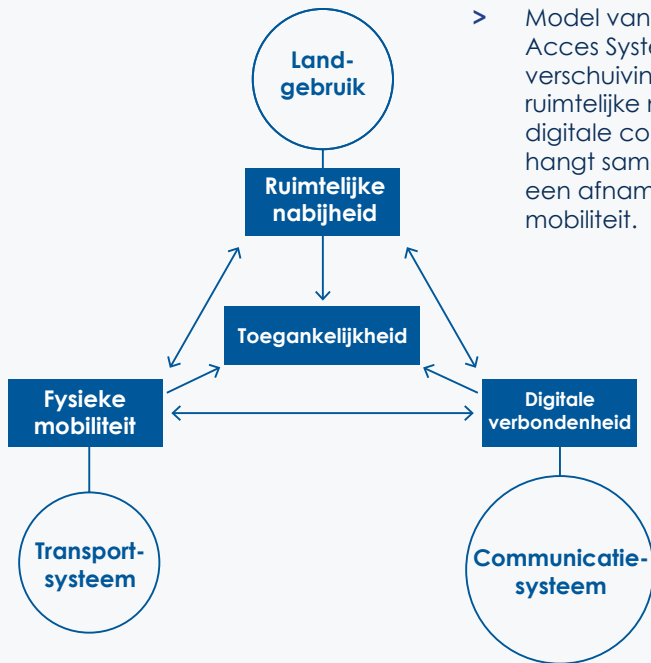 Land-
gebruik
Ruimtelijke
nabijheid
Toegankelijkheid
Fysieke
mobiliteit
Digitale
verbondenheid
Transport-
systeem
Communicatie-
systeem
> Model van
Acces Syste
verschuivin
ruimtelijke
digitale co
hangt sam
een afnam
mobiliteit.